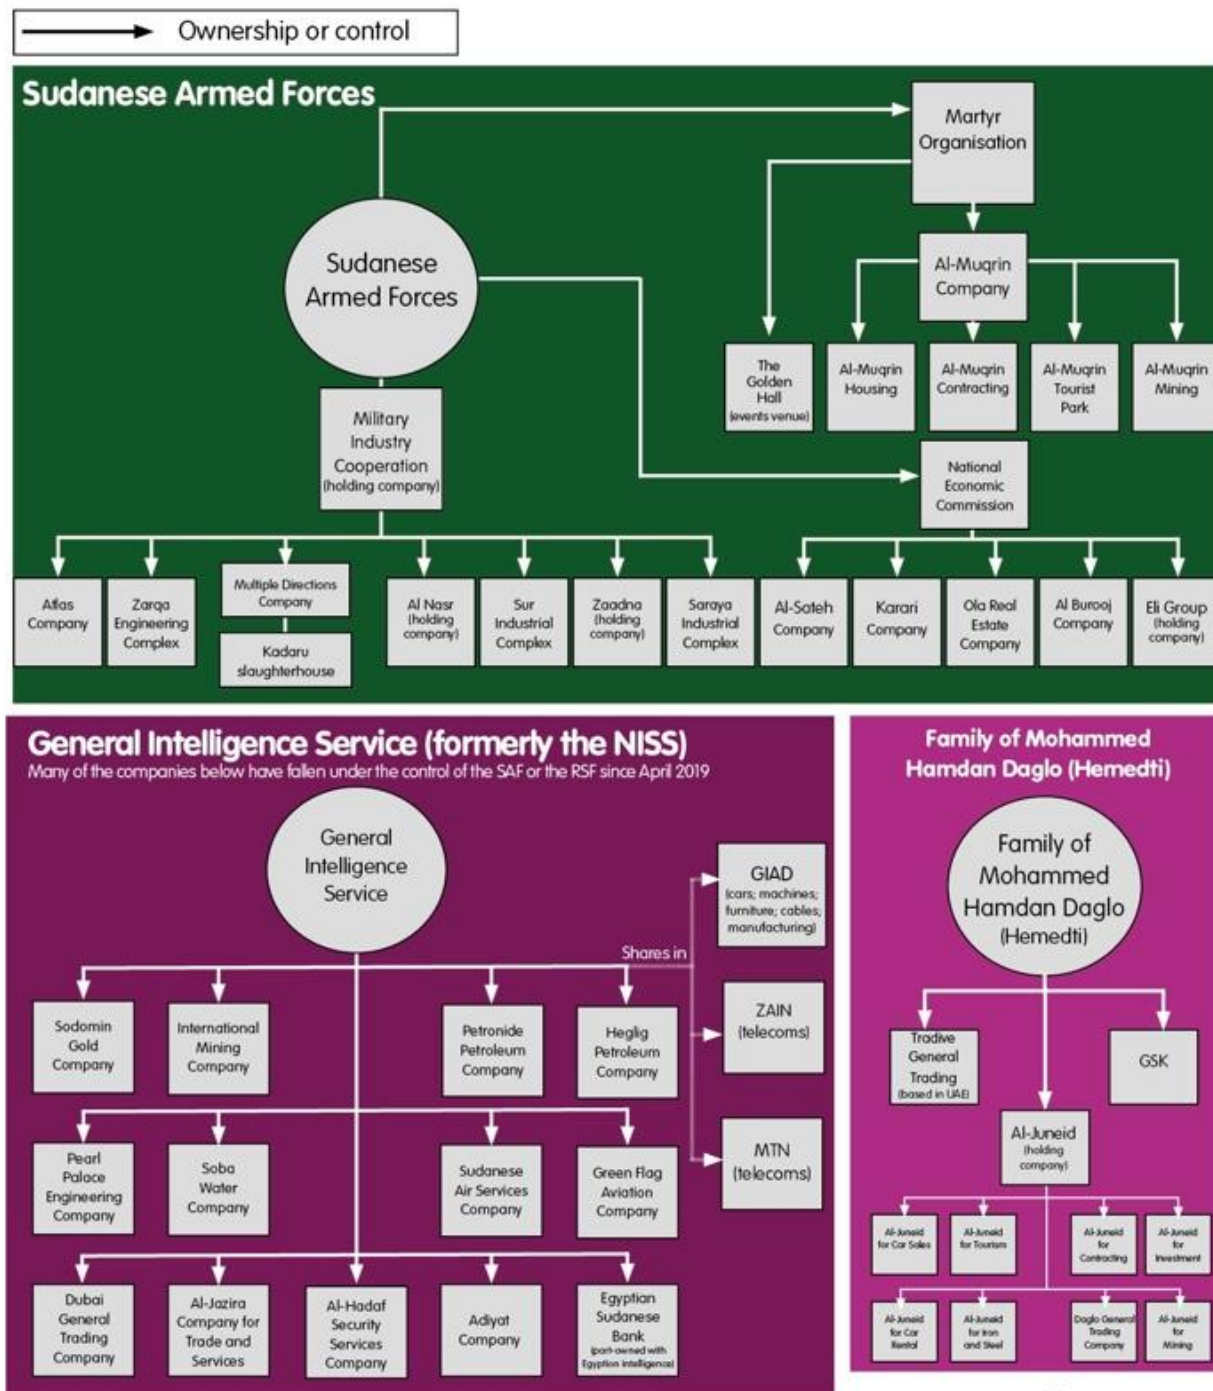 Ownership or control
Sudanese Armed Forces
Martyr
Organisation
Sudanese
Armed Forces
Al-Muqrin
Company
The
Golden
Hall
(events venue)
Al-Muqrin
Housing
Al-Muqrin
Contracting
Al-Muqrin
Tourist
Park
Al-Muqrin
Mining
Military
Industry
Cooperation
(holding company)
National
Economic
Commission
Atlas
Company
Zarqa
Engineering
Complex
Multiple Directions
Company
Kadaru
slaughterhouse
Al Nasr
(holding
company)
Sur
Industrial
Complex
Zaadna
(holding
company)
Saraya
Industrial
Complex
Al-Sateh
Company
Karari
Company
Ola Real
Estate
Company
Al Burooj
Company
Eli Group
(holding
company)
General Intelligence Service (formerly the NISS)
Many of the companies below have fallen under the control of the SAF or the RSF since April 2019
General
Intelligence
Service
Shares in
GIAD
(cars; machines;
furniture; cables;
manufacturing)
ZAIN
(telecoms)
MTN
(telecoms)
Sodomin
Gold
Company
International
Mining
Company
Petronide
Petroleum
Company
Heglig
Petroleum
Company
Pearl
Palace
Engineering
Company
Soba
Water
Company
Sudanese
Air Services
Company
Green Flag
Aviation
Company
Dubai
General
Trading
Company
Al-Jazira
Company for
Trade and
Services
Al-Hadaf
Security
Services
Company
Adiyat
Company
Egyptian
Sudanese
Bank
(part-owned with
Egyption intelligence)
Family of Mohammed
Hamdan Daglo (Hemedti)
Family of
Mohammed
Hamdan Daglo
(Hemedti)
Tradive
General
Trading
(based in UAE)
GSK
Al-Juneid
(holding
company)
Al-Juneid
for Car Sales
Al-Juneid
for Tourism
Al-Juneid
for
Contracting
Al-Juneid
for
Investment
Al-Juneid
for Car
Rental
Al-Juneid
for Iron
and Steel
Daglo General
Trading
Company
Al-Juneid
for
Mining